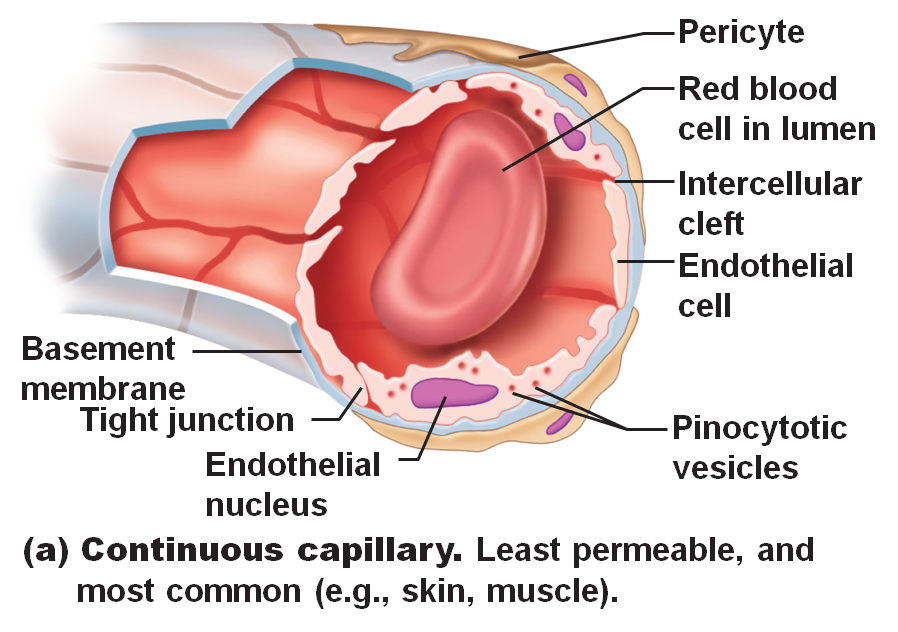 Pericyte
Red blood
cell in lumen
Intercellular
cleft
Endothelial
cell
Basement
membrane
Tight junction
Endothelial
nucleus
Pinocytotic
vesicles
(a) Continuous capillary. Least permeable, and
most common (e.g., skin, muscle).